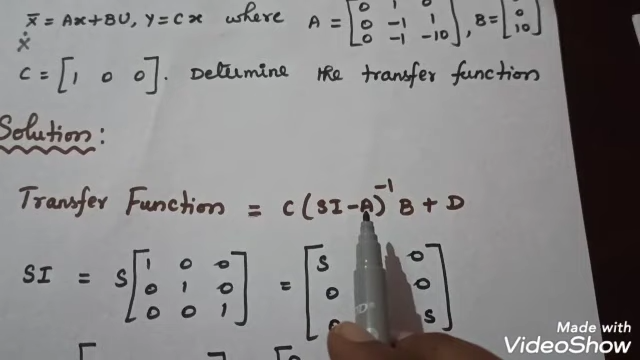 x̄ = Ax+BU, Y = Cx where A = [0 1 0
ẋ 0 -1 1
0 -1 -10], B = [0
10]
C = [1 0 0]. Determine the transfer function
Solution:
Transfer Function = C(SI-A)⁻¹ B + D
SI = S [1 0 0 = [S 0
0 1 0 0 0
0 0 1] S]
Made with
VideoShow